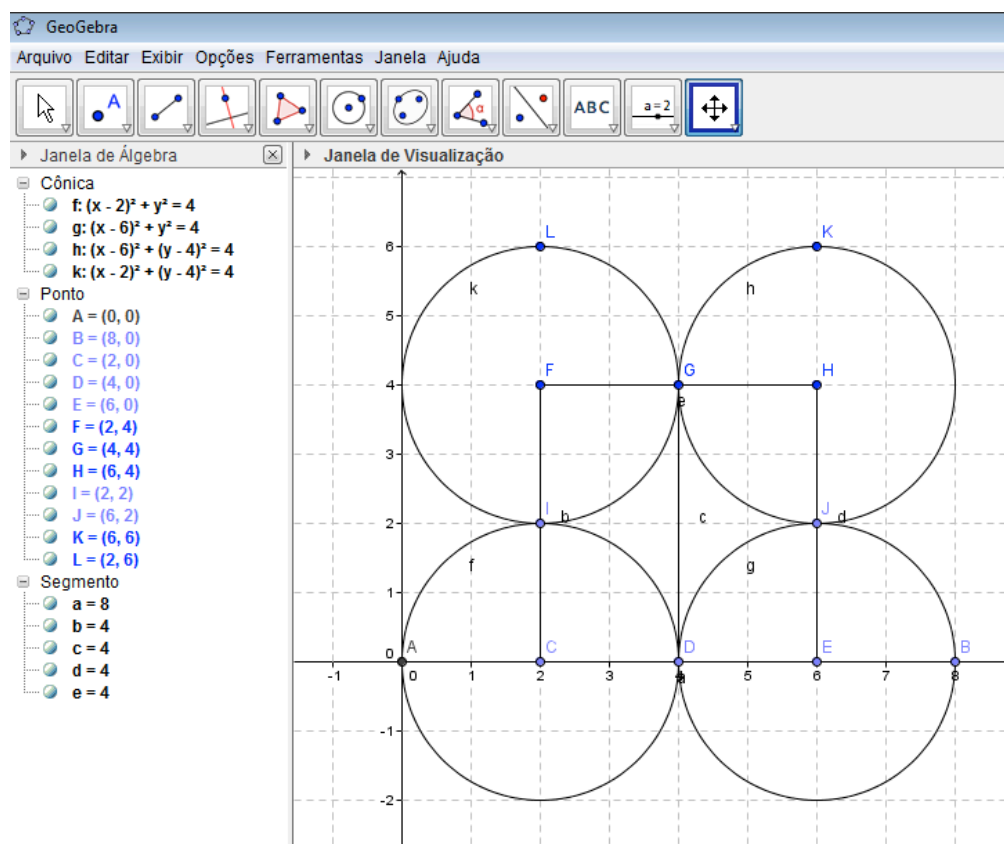 GeoGebra
Arquivo Editar Exibir Opções Ferramentas Janela Ajuda
A
α
ABC
a = 2
Janela de Álgebra
Cônica
f: (x - 2)² + y² = 4
g: (x - 6)² + y² = 4
h: (x - 6)² + (y - 4)² = 4
k: (x - 2)² + (y - 4)² = 4
Ponto
A = (0, 0)
B = (8, 0)
C = (2, 0)
D = (4, 0)
E = (6, 0)
F = (2, 4)
G = (4, 4)
H = (6, 4)
I = (2, 2)
J = (6, 2)
K = (6, 6)
L = (2, 6)
Segmento
a = 8
b = 4
c = 4
d = 4
e = 4
Janela de Visualização
L K
6
k h
5
F G H
4
e
3
I b c J d
2
f g
1
A C D E B
0
-1 0 1 2 3 4 a 5 6 7 8
-1
-2